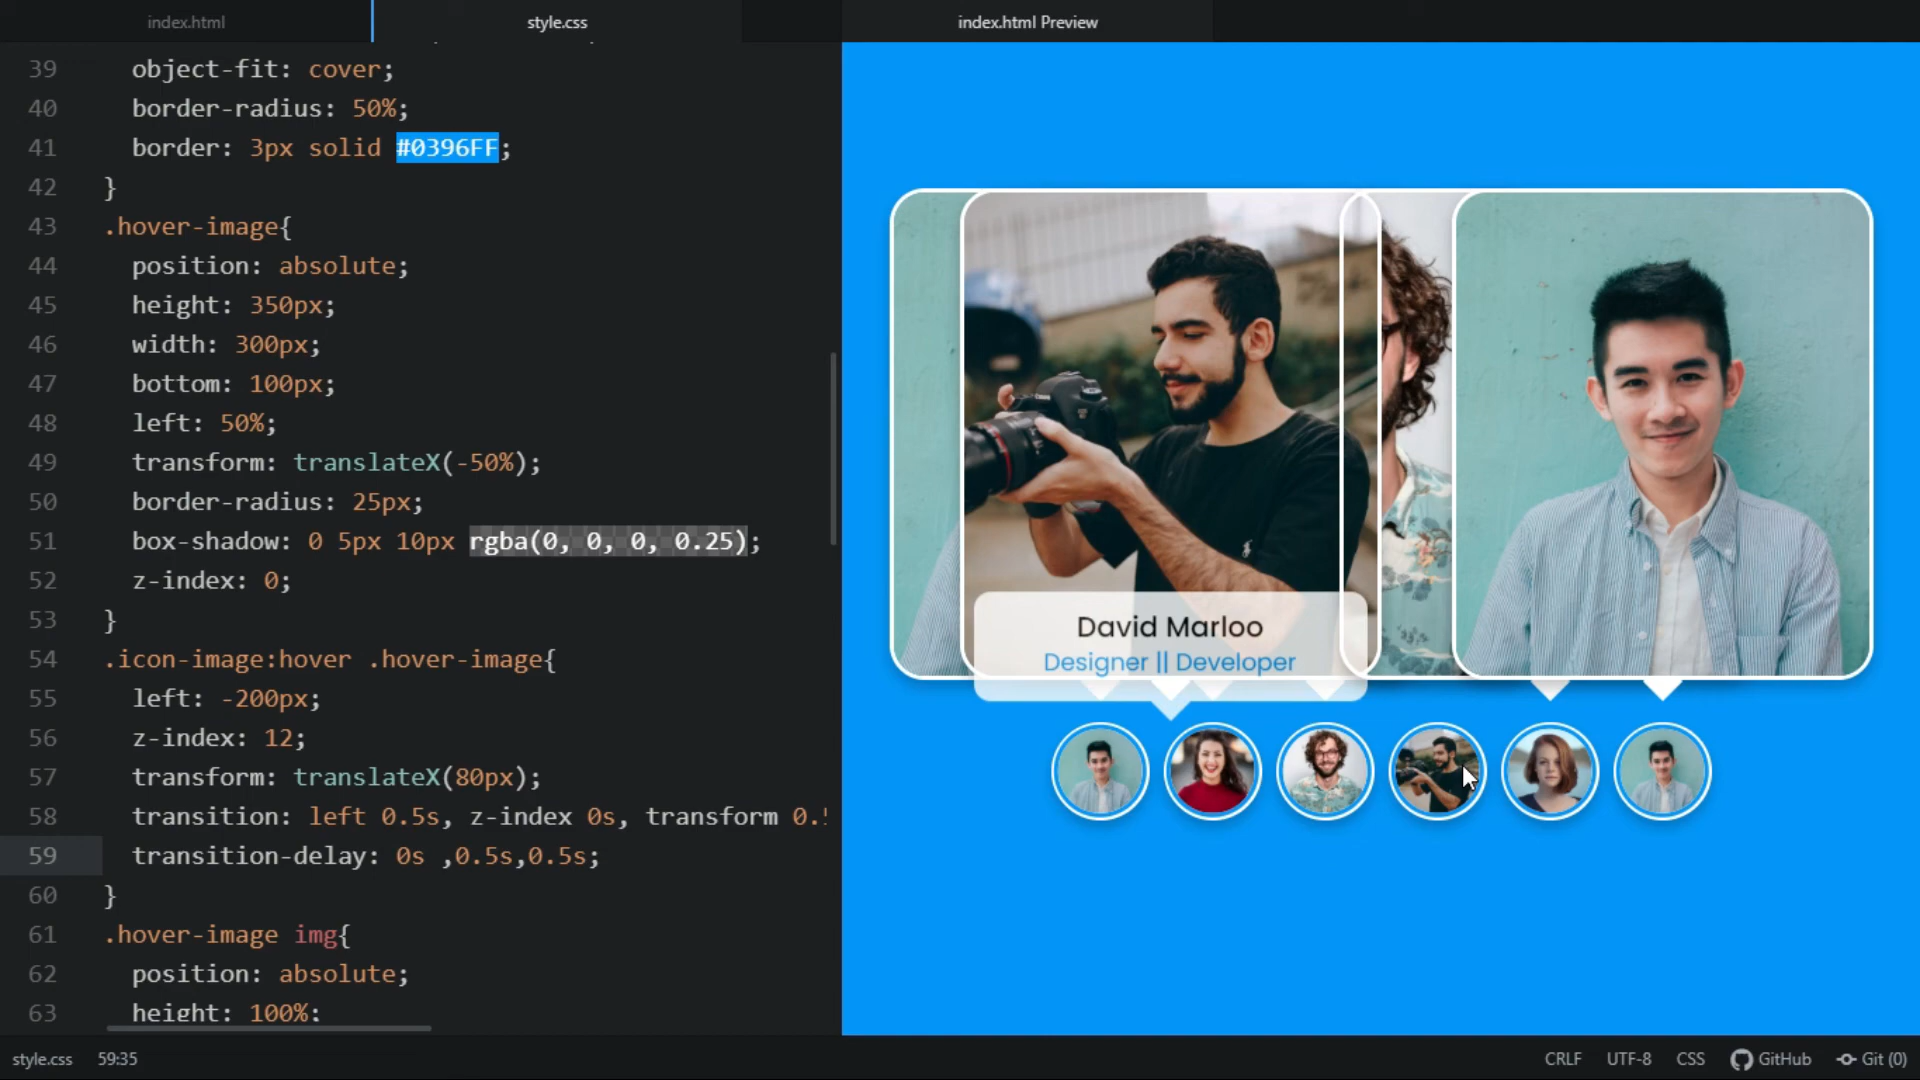 index.html
style.css
index.html Preview
39 object-fit: cover;
40 border-radius: 50%;
41 border: 3px solid #0396FF;
42 }
43 .hover-image{
44 position: absolute;
45 height: 350px;
46 width: 300px;
47 bottom: 100px;
48 left: 50%;
49 transform: translateX(-50%);
50 border-radius: 25px;
51 box-shadow: 0 5px 10px rgba(0, 0, 0, 0.25);
52 z-index: 0;
53 }
54 .icon-image:hover .hover-image{
55 left: -200px;
56 z-index: 12;
57 transform: translateX(80px);
58 transition: left 0.5s, z-index 0s, transform 0.
59 transition-delay: 0s ,0.5s,0.5s;
60 }
61 .hover-image img{
62 position: absolute;
63 height: 100%;
David Marloo
Designer || Developer
style.css 59:35
CRLF UTF-8 CSS GitHub Git (0)